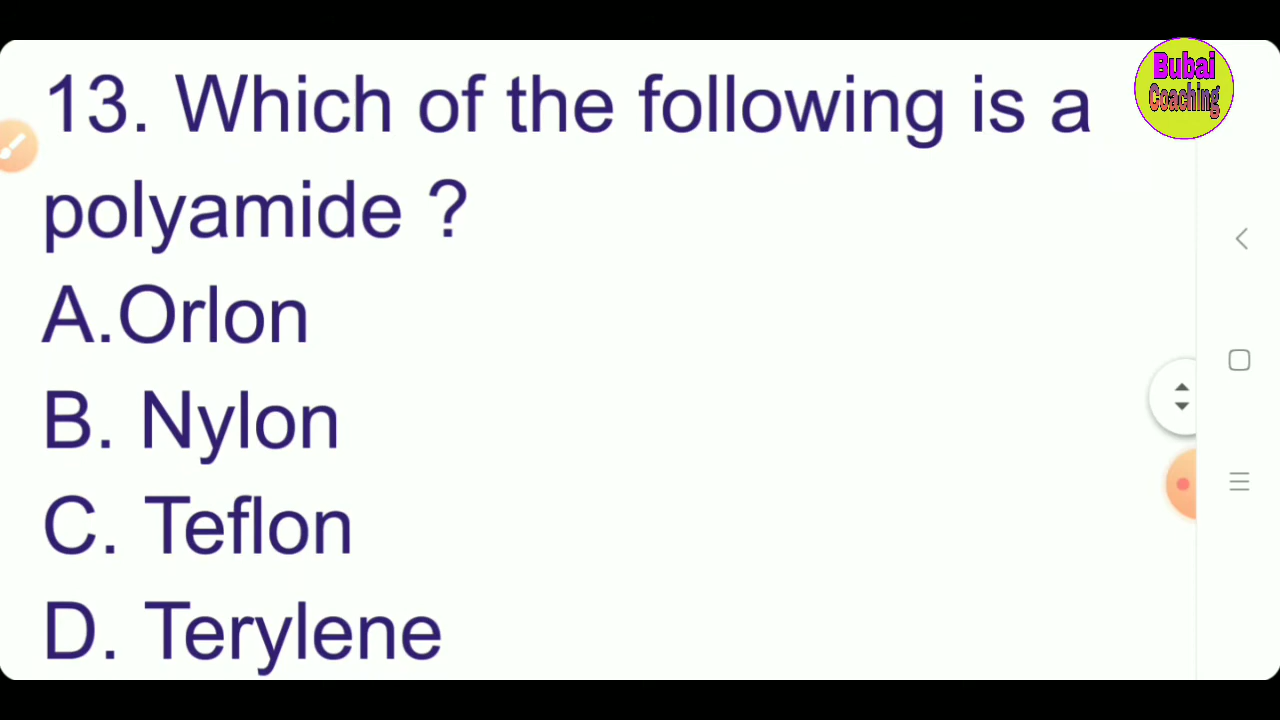 13. Which of the following is a
polyamide ?
A.Orlon
B. Nylon
C. Teflon
D. Terylene
Bubai
Coaching